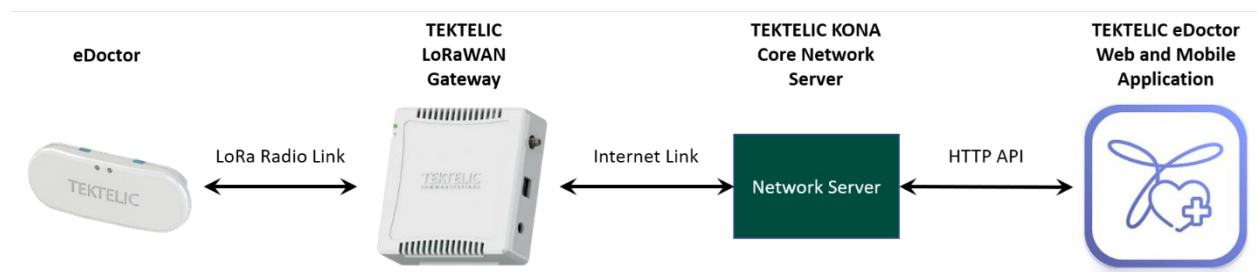 eDoctor
TEKTELIC
LoRaWAN
Gateway
TEKTELIC KONA
Core Network
Server
TEKTELIC eDoctor
Web and Mobile
Application
LoRa Radio Link
Internet Link
HTTP API
TEKTELIC
TEKTELIC
communications
Network Server